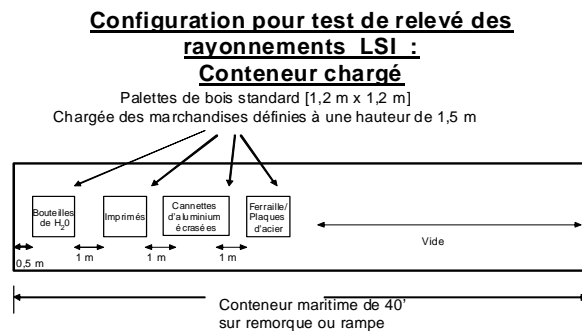 Configuration pour test de relevé des
rayonnements LSI :
Conteneur chargé
Palettes de bois standard [1,2 m x 1,2 m]
Chargée des marchandises définies à une hauteur de 1,5 m
Bouteilles
de H₂0
Imprimés
Cannettes
d'aluminium
écrasées
Ferraille/
Plaques
d'acier
0,5 m
1 m
1 m
1 m
Vide
Conteneur maritime de 40'
sur remorque ou rampe